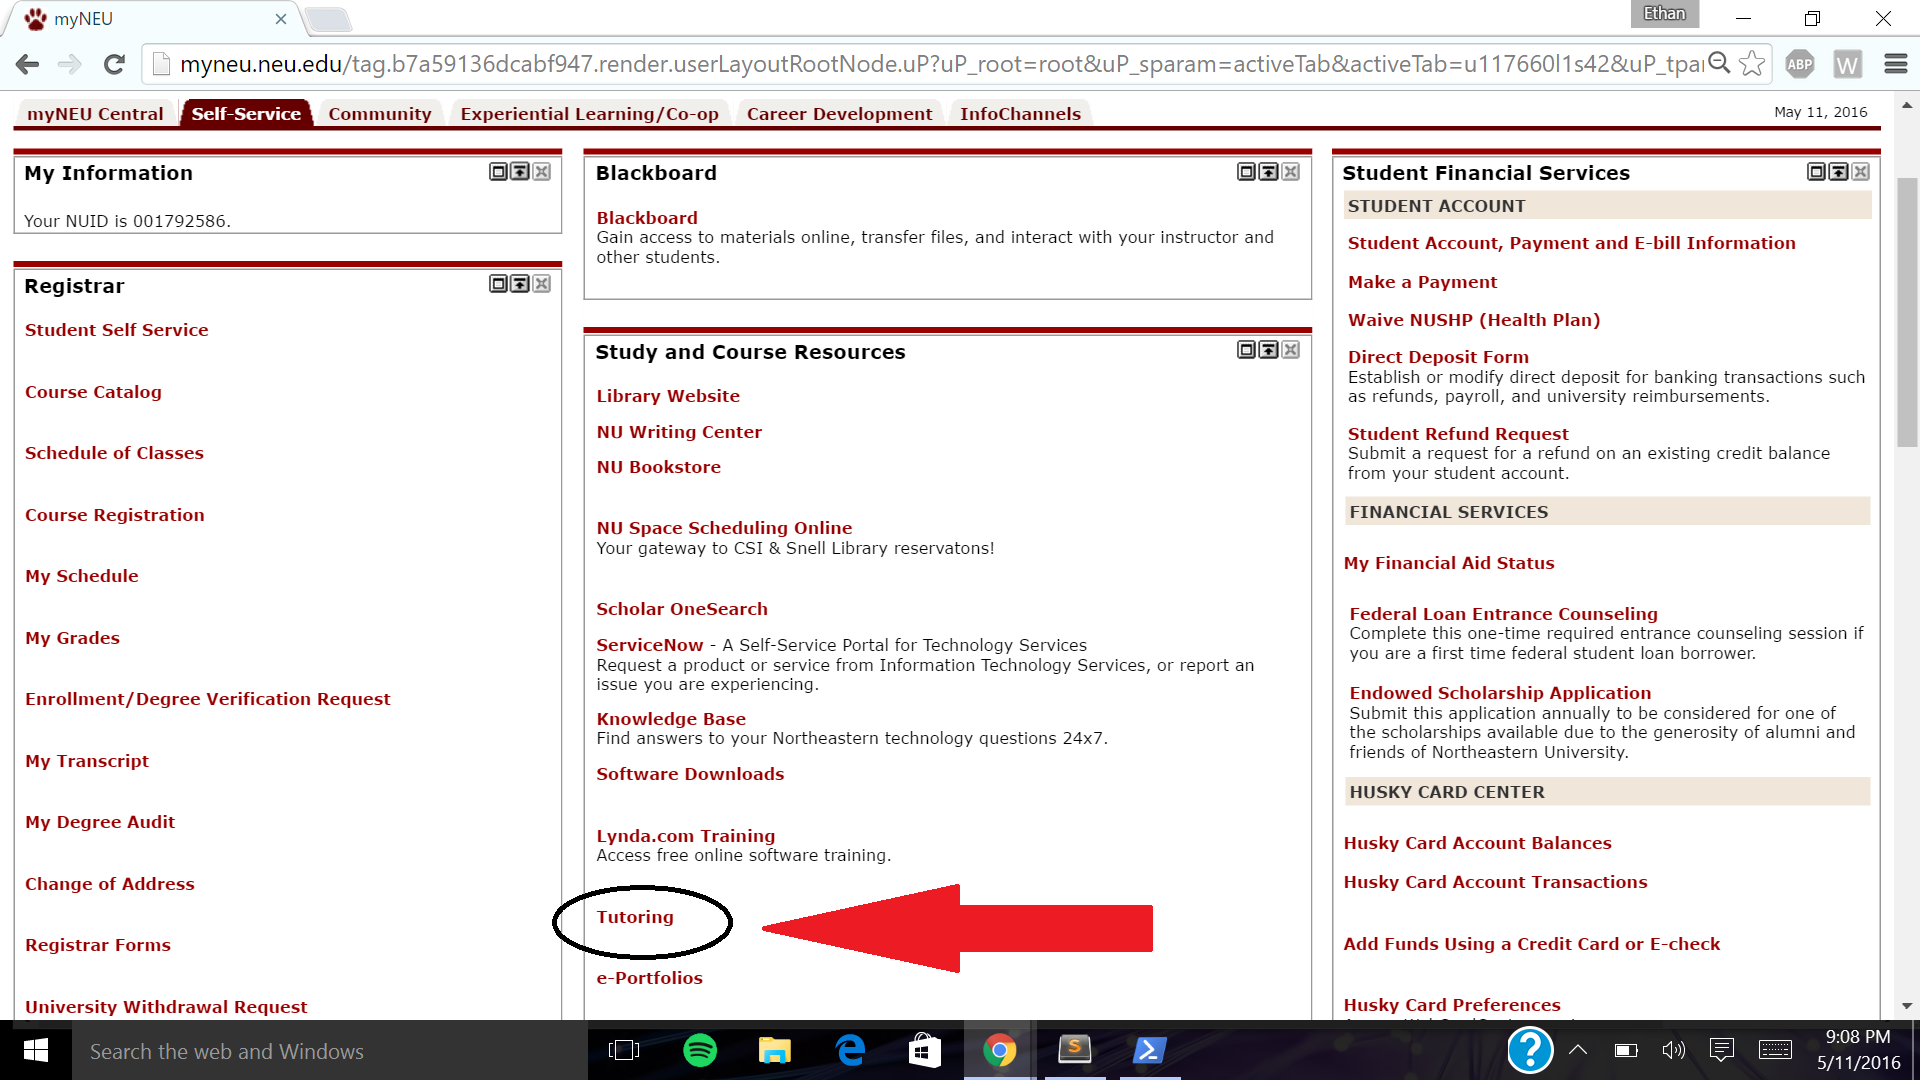 myNEU
Ethan
myneu.neu.edu/tag.b7a59136dcabf947.render.userLayoutRootNode.uP?uP_root=root&uP_sparam=activeTab&activeTab=u117660l1s42&uP_tpar
ABP
W
myNEU Central
Self-Service
Community
Experiential Learning/Co-op
Career Development
InfoChannels
May 11, 2016
My Information
Your NUID is 001792586.
Registrar
Student Self Service
Course Catalog
Schedule of Classes
Course Registration
My Schedule
My Grades
Enrollment/Degree Verification Request
My Transcript
My Degree Audit
Change of Address
Registrar Forms
University Withdrawal Request
Blackboard
Blackboard
Gain access to materials online, transfer files, and interact with your instructor and
other students.
Study and Course Resources
Library Website
NU Writing Center
NU Bookstore
NU Space Scheduling Online
Your gateway to CSI & Snell Library reservatons!
Scholar OneSearch
ServiceNow - A Self-Service Portal for Technology Services
Request a product or service from Information Technology Services, or report an
issue you are experiencing.
Knowledge Base
Find answers to your Northeastern technology questions 24x7.
Software Downloads
Lynda.com Training
Access free online software training.
Tutoring
e-Portfolios
Student Financial Services
STUDENT ACCOUNT
Student Account, Payment and E-bill Information
Make a Payment
Waive NUSHP (Health Plan)
Direct Deposit Form
Establish or modify direct deposit for banking transactions such
as refunds, payroll, and university reimbursements.
Student Refund Request
Submit a request for a refund on an existing credit balance
from your student account.
FINANCIAL SERVICES
My Financial Aid Status
Federal Loan Entrance Counseling
Complete this one-time required entrance counseling session if
you are a first time federal student loan borrower.
Endowed Scholarship Application
Submit this application annually to be considered for one of
the scholarships available due to the generosity of alumni and
friends of Northeastern University.
HUSKY CARD CENTER
Husky Card Account Balances
Husky Card Account Transactions
Add Funds Using a Credit Card or E-check
Husky Card Preferences
Search the web and Windows
S
?
9:08 PM
5/11/2016